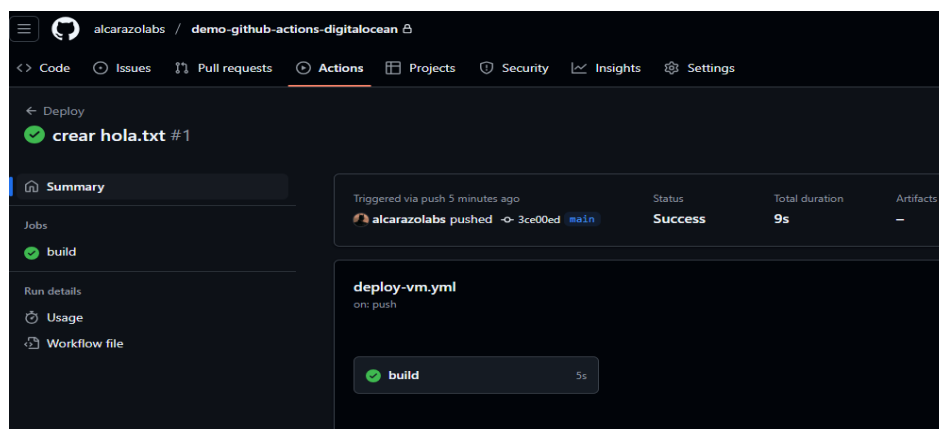 alcarazolabs / demo-github-actions-digitalocean
<> Code Issues Pull requests Actions Projects Security Insights Settings
← Deploy
crear hola.txt #1
Summary
Jobs
build
Run details
Usage
Workflow file
Triggered via push 5 minutes ago
alcarazolabs pushed 3ce00ed main
Status
Success
Total duration
9s
Artifacts
–
deploy-vm.yml
on: push
build 5s